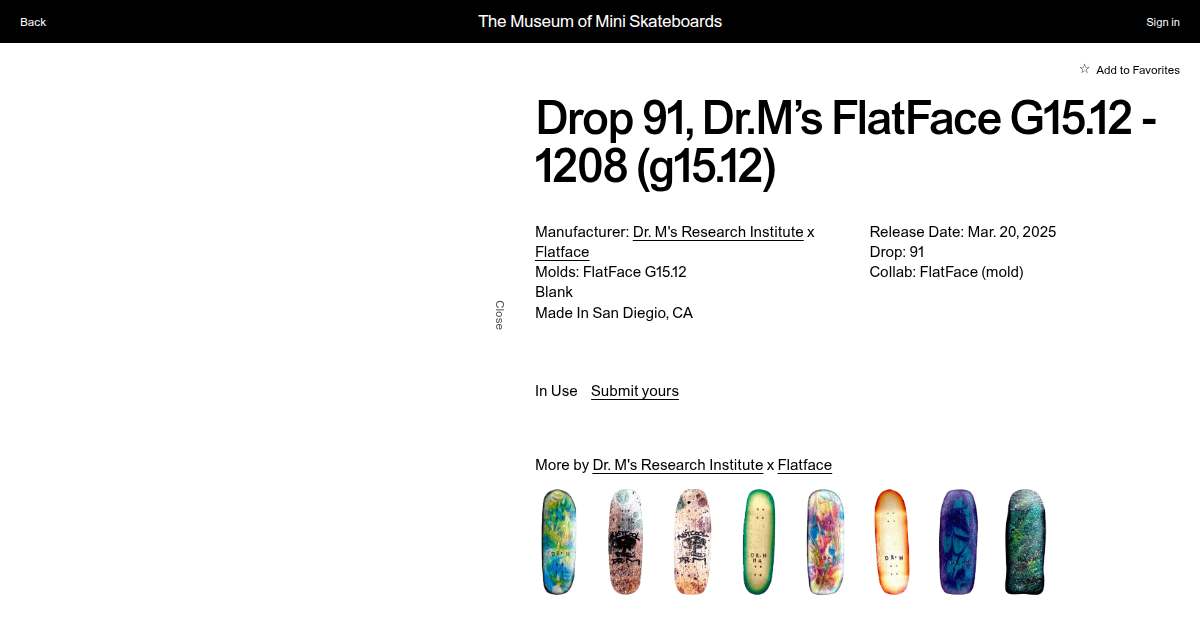 Back
The Museum of Mini Skateboards
Sign in
☆ Add to Favorites
Drop 91, Dr.M’s FlatFace G15.12 -
1208 (g15.12)
Manufacturer: Dr. M's Research Institute x
Flatface
Molds: FlatFace G15.12
Blank
Made In San Diegio, CA
Release Date: Mar. 20, 2025
Drop: 91
Collab: FlatFace (mold)
Close
In Use Submit yours
More by Dr. M's Research Institute x Flatface